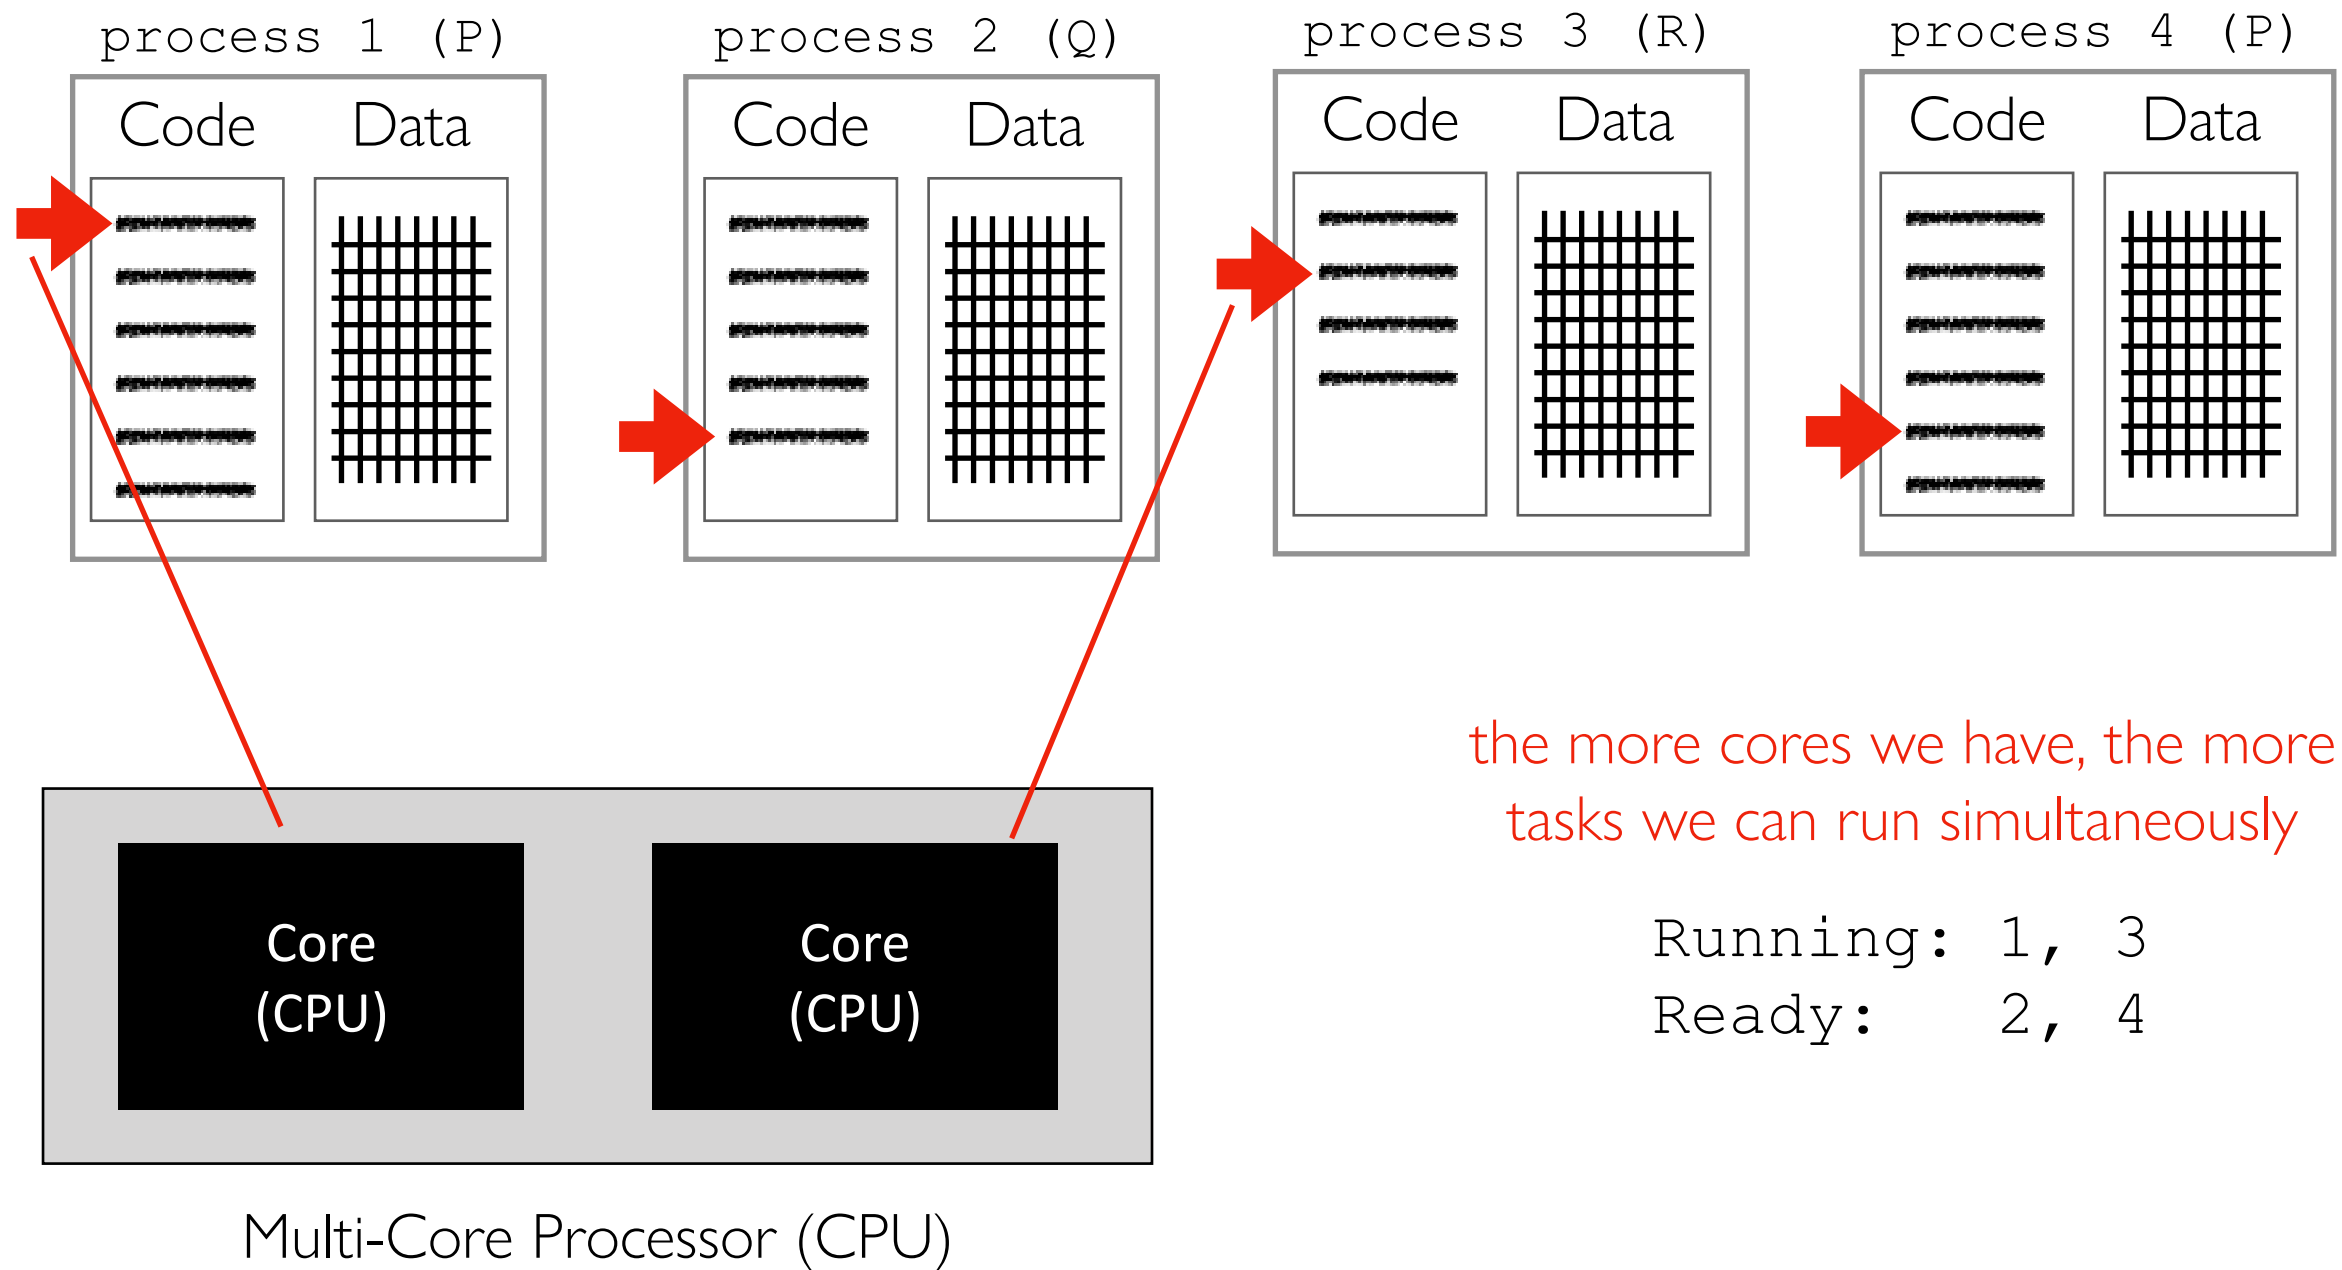 process 1 (P)
process 2 (Q)
process 3 (R)
process 4 (P)
Code Data
Code Data
Code Data
Code Data
the more cores we have, the more
tasks we can run simultaneously
Running: 1, 3
Ready: 2, 4
Core
(CPU)
Core
(CPU)
Multi-Core Processor (CPU)